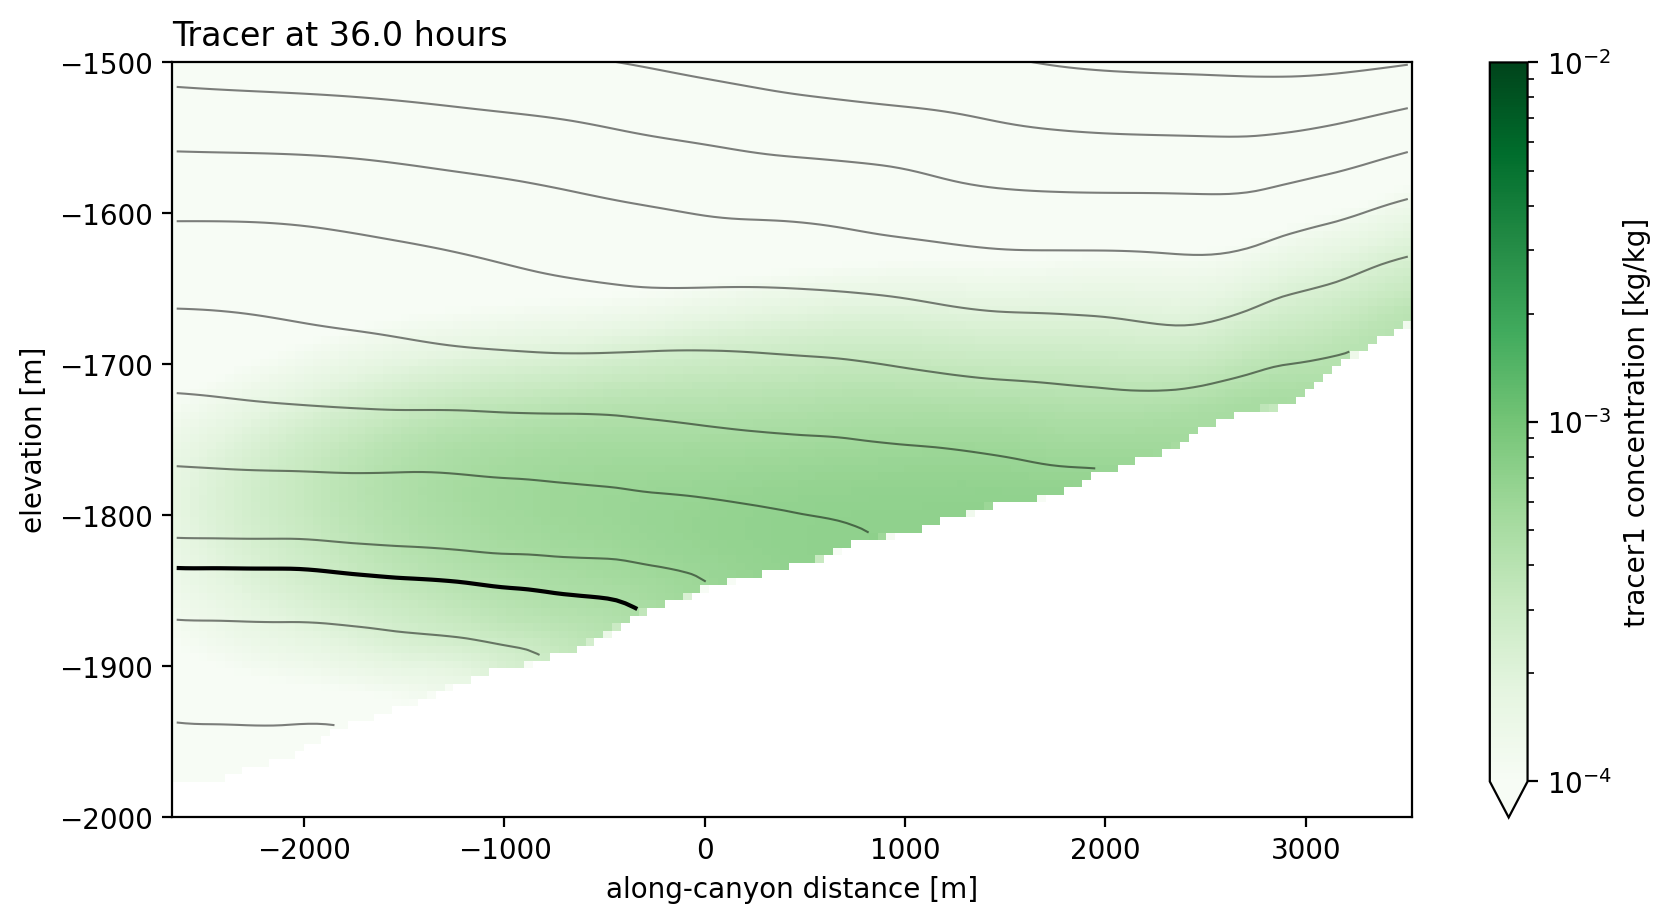 Tracer at 36.0 hours
−1500
−1600
−1700
−1800
−1900
−2000
elevation [m]
−2000 −1000 0 1000 2000 3000
along-canyon distance [m]
10⁻²
10⁻³
10⁻⁴
tracer1 concentration [kg/kg]